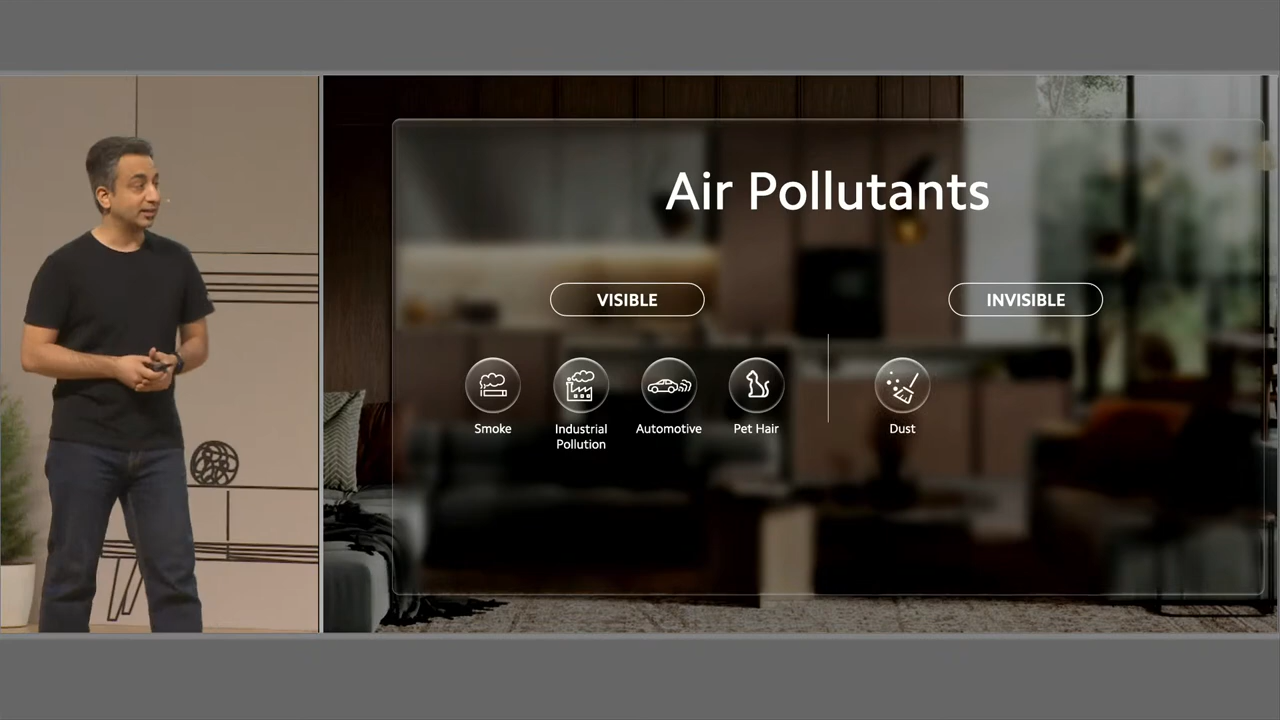 Air Pollutants
VISIBLE
INVISIBLE
Smoke
Industrial
Pollution
Automotive
Pet Hair
Dust